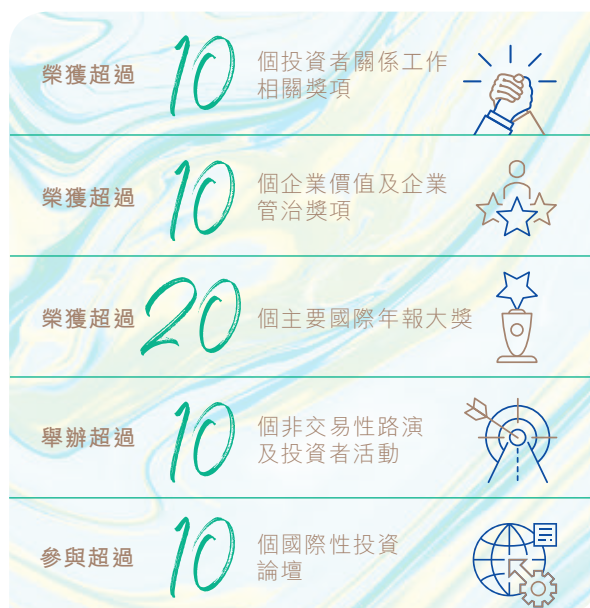 榮獲超過 10 個投資者關係工作
相關獎項
榮獲超過 10 個企業價值及企業
管治獎項
榮獲超過 20 個主要國際年報大獎
舉辦超過 10 個非交易性路演
及投資者活動
參與超過 10 個國際性投資
論壇